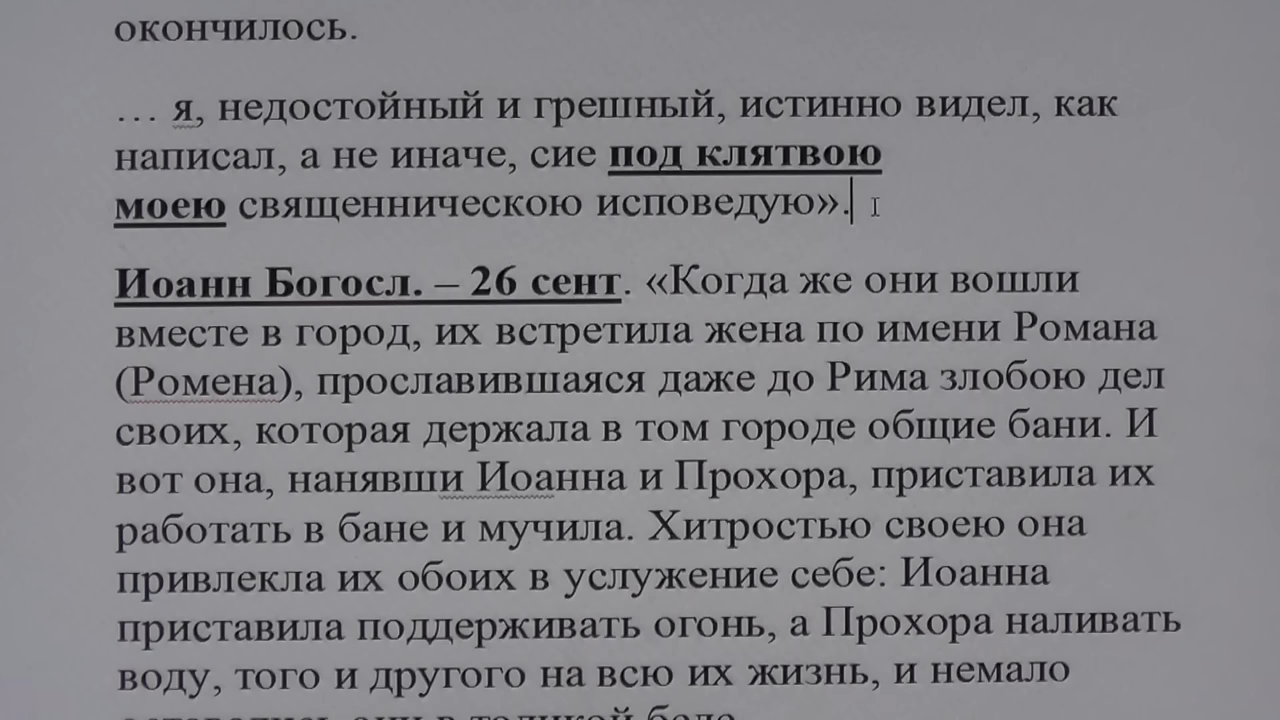 окончилось.
… я, недостойный и грешный, истинно видел, как
написал, а не иначе, сие под клятвою
моею священническою исповедую».
Иоанн Богосл. – 26 сент. «Когда же они вошли
вместе в город, их встретила жена по имени Романа
(Ромена), прославившаяся даже до Рима злобою дел
своих, которая держала в том городе общие бани. И
вот она, нанявши Иоанна и Прохора, приставила их
работать в бане и мучила. Хитростью своею она
привлекла их обоих в услужение себе: Иоанна
приставила поддерживать огонь, а Прохора наливать
воду, того и другого на всю их жизнь, и немало
они в толикой беде